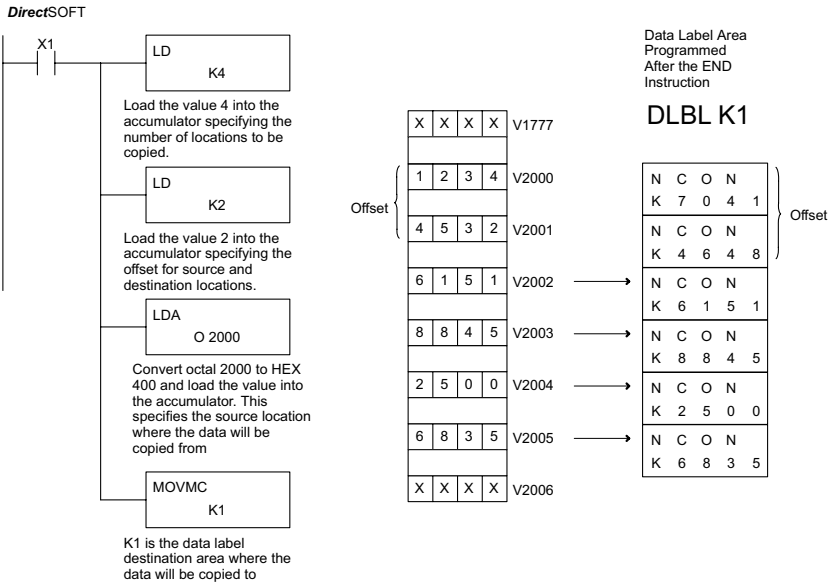 DirectSOFT
X1
LD
K4
Load the value 4 into the
accumulator specifying the
number of locations to be
copied.
LD
K2
Load the value 2 into the
accumulator specifying the
offset for source and
destination locations.
LDA
O 2000
Convert octal 2000 to HEX
400 and load the value into
the accumulator. This
specifies the source location
where the data will be
copied from
MOVMC
K1
K1 is the data label
destination area where the
data will be copied to
X X X X V1777
Offset
1 2 3 4 V2000
4 5 3 2 V2001
6 1 5 1 V2002
8 8 4 5 V2003
2 5 0 0 V2004
6 8 3 5 V2005
X X X X V2006
Data Label Area
Programmed
After the END
Instruction
DLBL K1
N C O N
K 7 0 4 1
Offset
N C O N
K 4 6 4 8
N C O N
K 6 1 5 1
N C O N
K 8 8 4 5
N C O N
K 2 5 0 0
N C O N
K 6 8 3 5